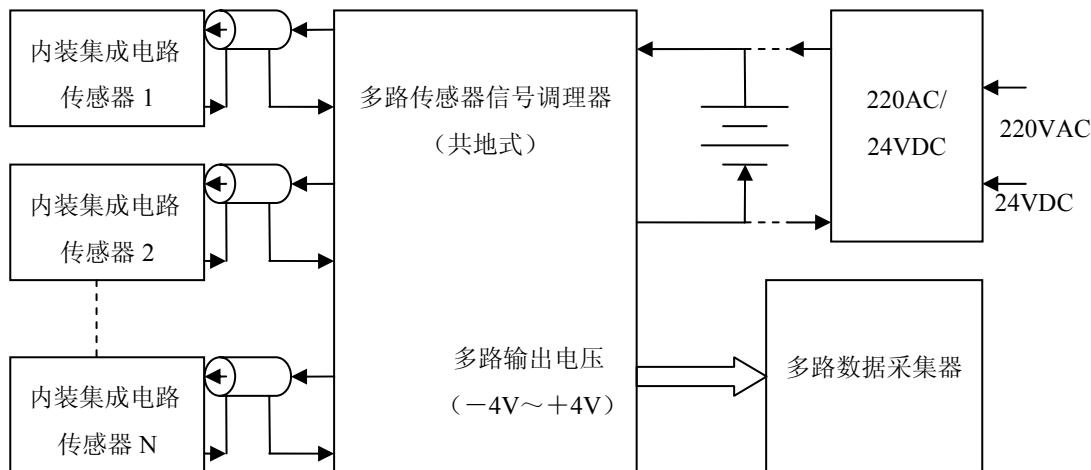 内装集成电路
传感器 1
内装集成电路
传感器 2
内装集成电路
传感器 N
多路传感器信号调理器
（共地式）
多路输出电压
（－4V～＋4V）
220AC/
24VDC
220VAC
24VDC
多路数据采集器